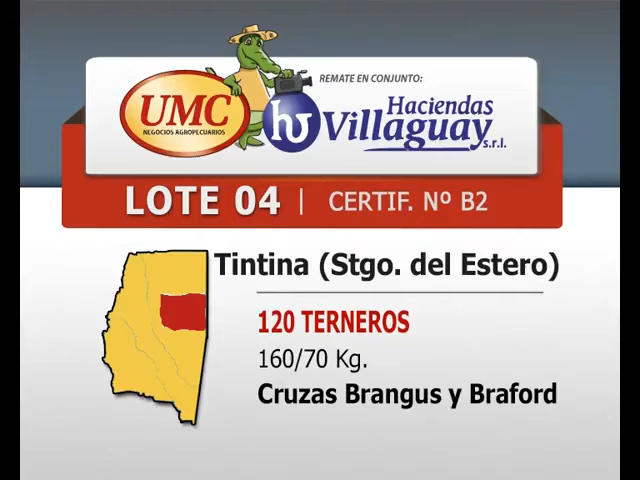 REMATE EN CONJUNTO:
UMC
NEGOCIOS AGROPECUARIOS
hv
Haciendas
Villaguay
s.r.l.
LOTE 04 | CERTIF. Nº B2
Tintina (Stgo. del Estero)
120 TERNEROS
160/70 Kg.
Cruzas Brangus y Braford